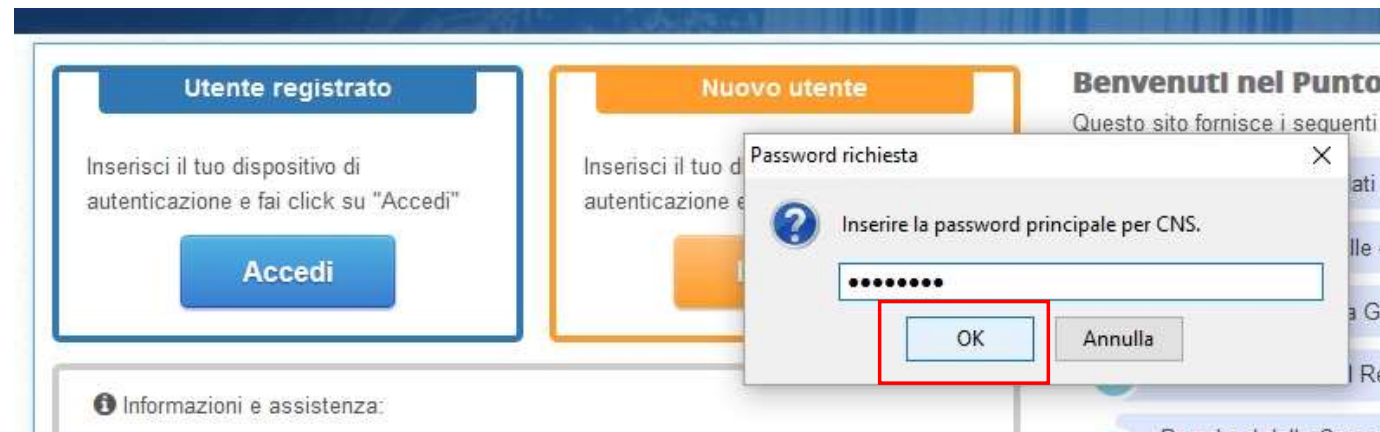 Utente registrato
Inserisci il tuo dispositivo di
autenticazione e fai click su "Accedi"
Accedi
Nuovo utente
Inserisci il tuo
autenticazione
Password richiesta
Inserire la password principale per CNS.
••••••••
OK
Annulla
Benvenuti nel Punto
Questo sito fornisce i seguenti
Informazioni e assistenza: